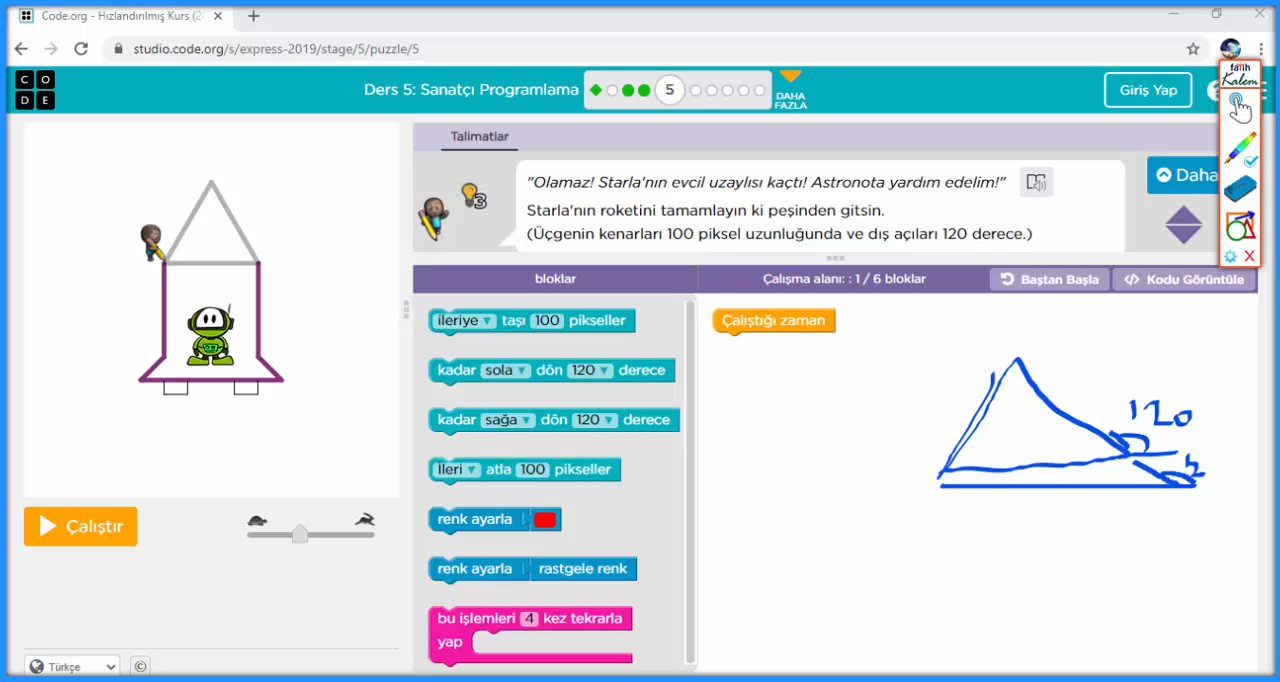 Code.org - Hızlandırılmış Kurs (20
studio.code.org/s/express-2019/stage/5/puzzle/5
C O
D E
Ders 5: Sanatçı Programlama
5
DAHA
FAZLA
Giriş Yap
?
fatih
Kalem
Talimatlar
"Olamaz! Starla'nın evcil uzaylısı kaçtı! Astronota yardım edelim!"
Starla'nın roketini tamamlayın ki peşinden gitsin.
(Üçgenin kenarları 100 piksel uzunluğunda ve dış açıları 120 derece.)
3
Daha
bloklar
Çalışma alanı: : 1 / 6 bloklar
Baştan Başla
</> Kodu Görüntüle
ileriye taşı 100 pikseller
kadar sola dön 120 derece
kadar sağa dön 120 derece
İleri atla 100 pikseller
renk ayarla
renk ayarla rastgele renk
bu işlemleri 4 kez tekrarla
yap
Çalıştığı zaman
120
Çalıştır
Türkçe
©